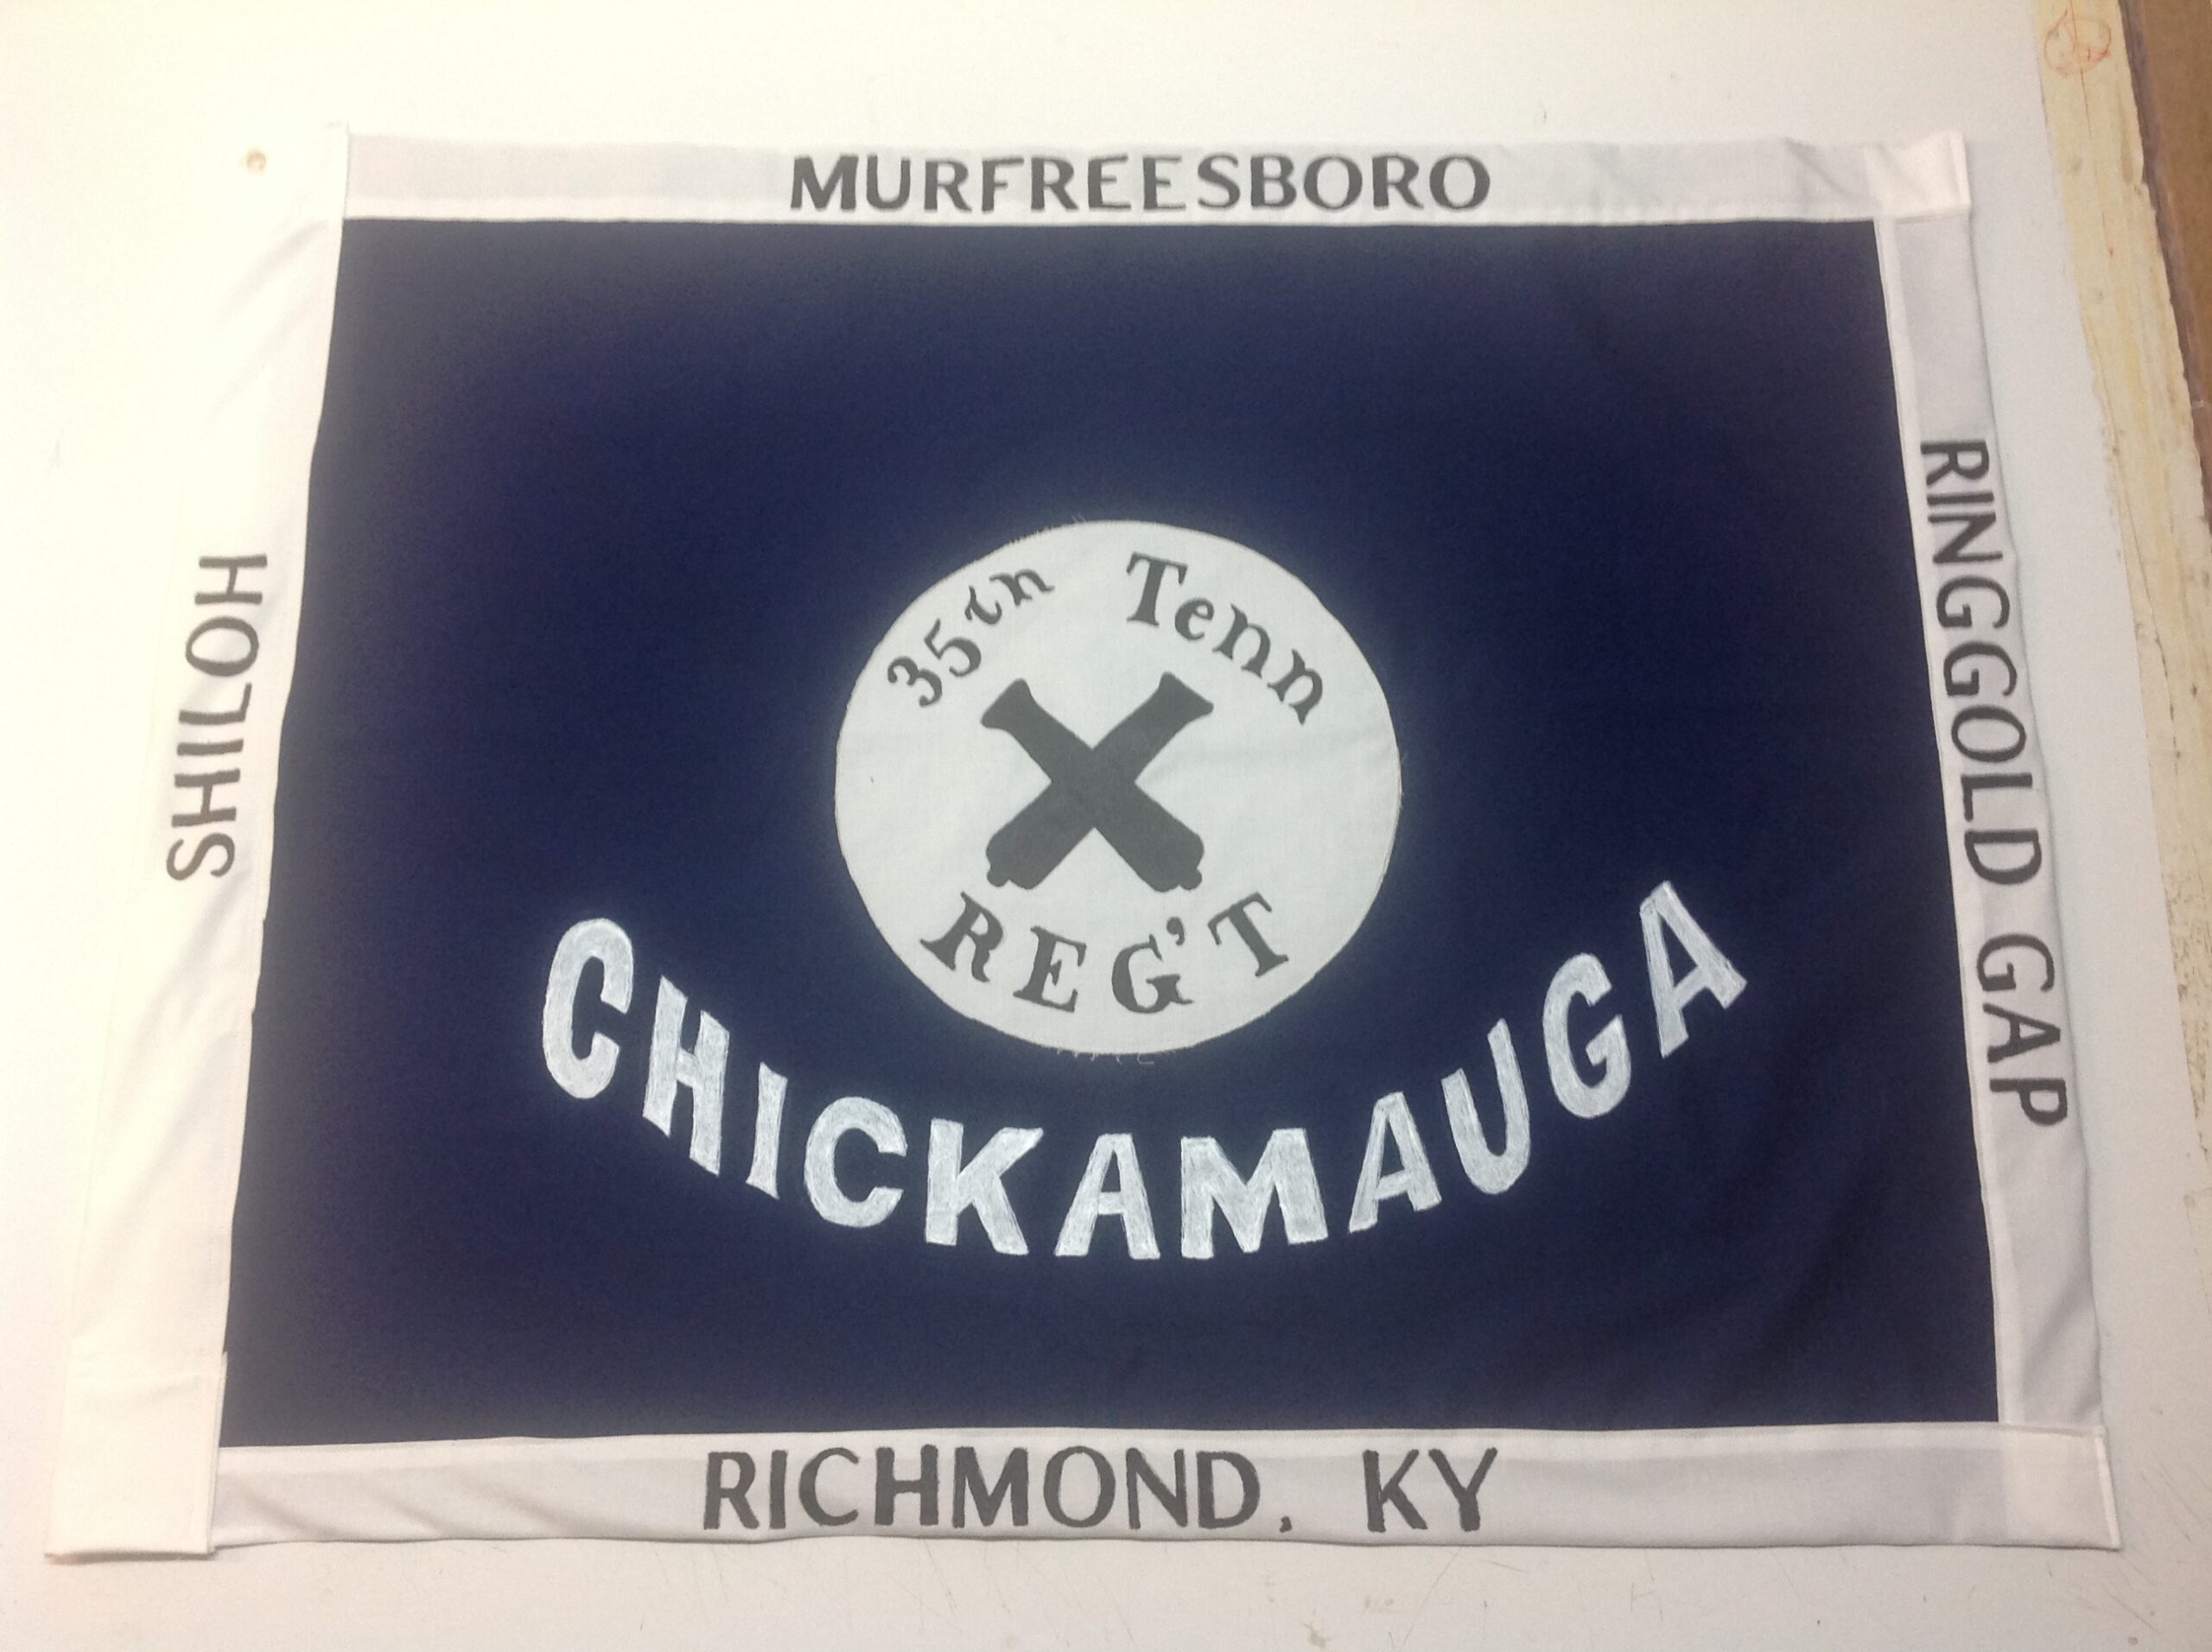 MURFREESBORO
SHILOH
35th Tenn
REG'T
CHICKAMAUGA
RINGGOLD GAP
RICHMOND, KY